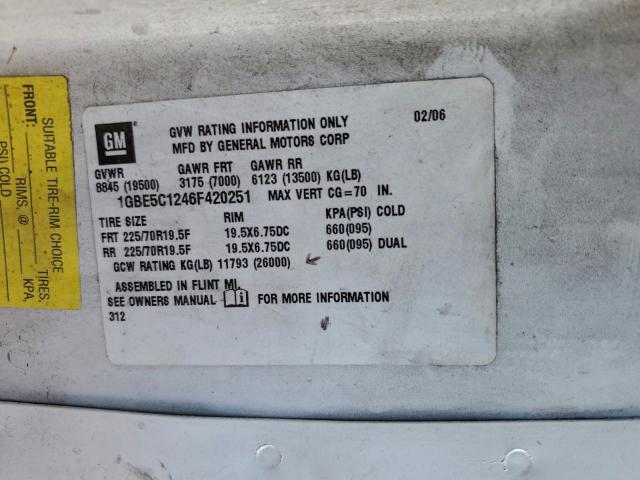 GM
GVW RATING INFORMATION ONLY
02/06
MFD BY GENERAL MOTORS CORP
GVWR GAWR FRT GAWR RR
8845 (19500) 3175 (7000) 6123 (13500) KG(LB)
1GBE5C1246F420251 MAX VERT CG=70 IN.
TIRE SIZE RIM KPA(PSI) COLD
FRT 225/70R19.5F 19.5X6.75DC 660(095)
RR 225/70R19.5F 19.5X6.75DC 660(095) DUAL
GCW RATING KG(LB) 11793 (26000)
ASSEMBLED IN FLINT MI.
SEE OWNERS MANUAL FOR MORE INFORMATION
312
SUITABLE TIRE-RIM CHOICE
FRONT: TIRES,
RIMS, @ KPA
PSI) COLD